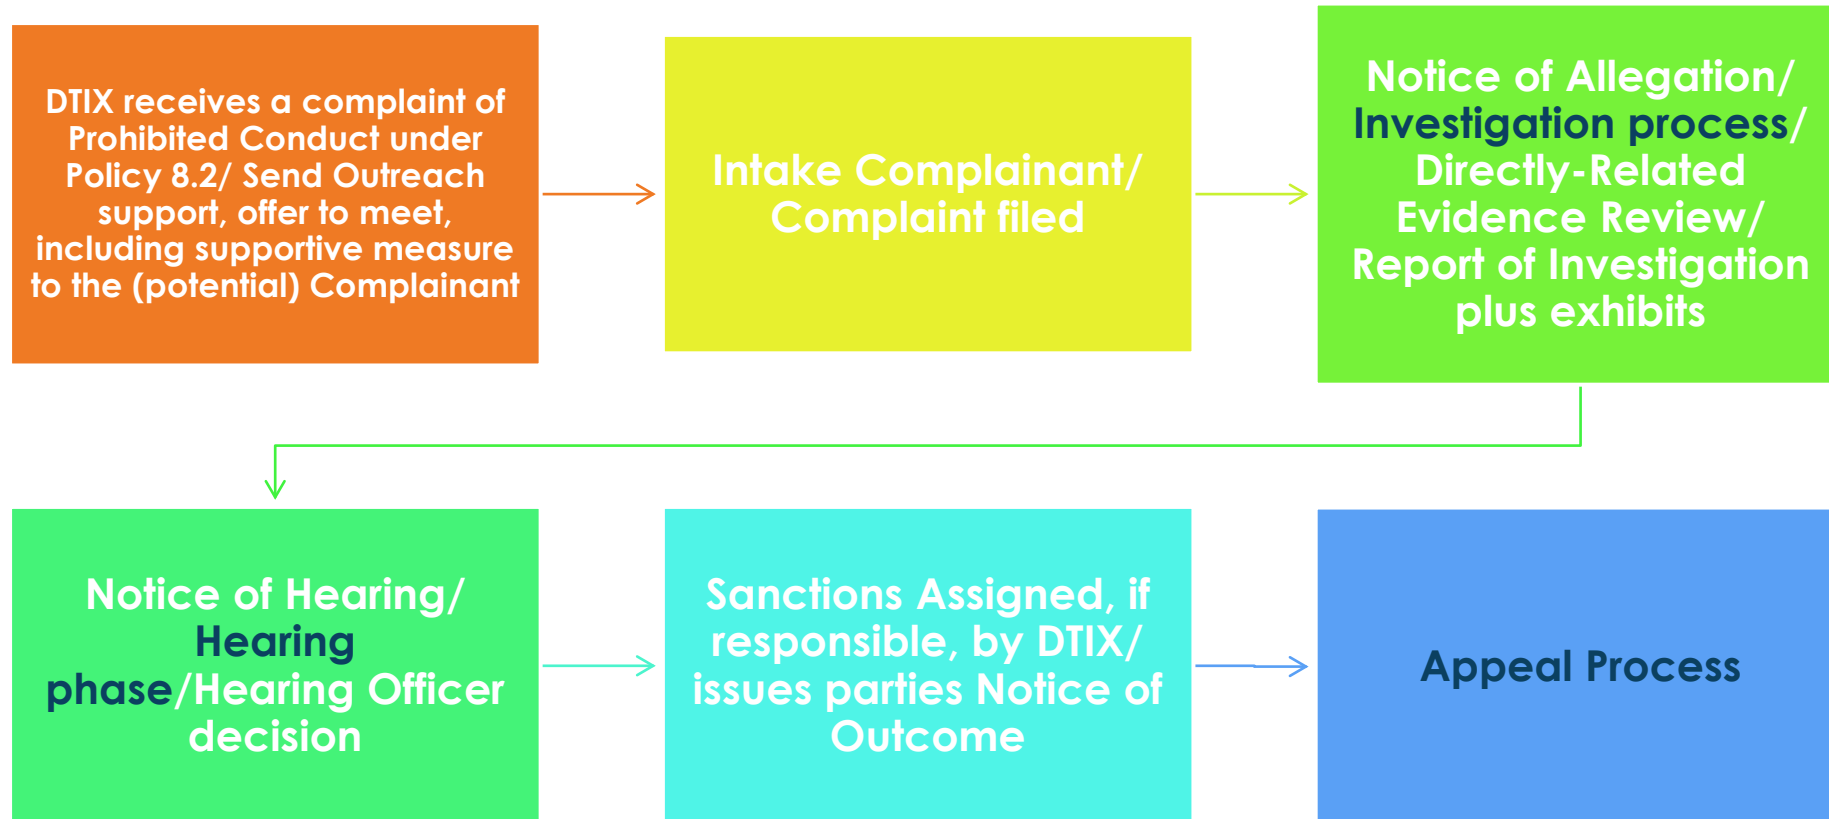 DTIX receives a complaint of
Prohibited Conduct under
Policy 8.2/ Send Outreach
support, offer to meet,
including supportive measure
to the (potential) Complainant
Intake Complainant/
Complaint filed
Notice of Allegation/
Investigation process/
Directly-Related
Evidence Review/
Report of Investigation
plus exhibits
Notice of Hearing/
Hearing
phase/Hearing Officer
decision
Sanctions Assigned, if
responsible, by DTIX/
issues parties Notice of
Outcome
Appeal Process